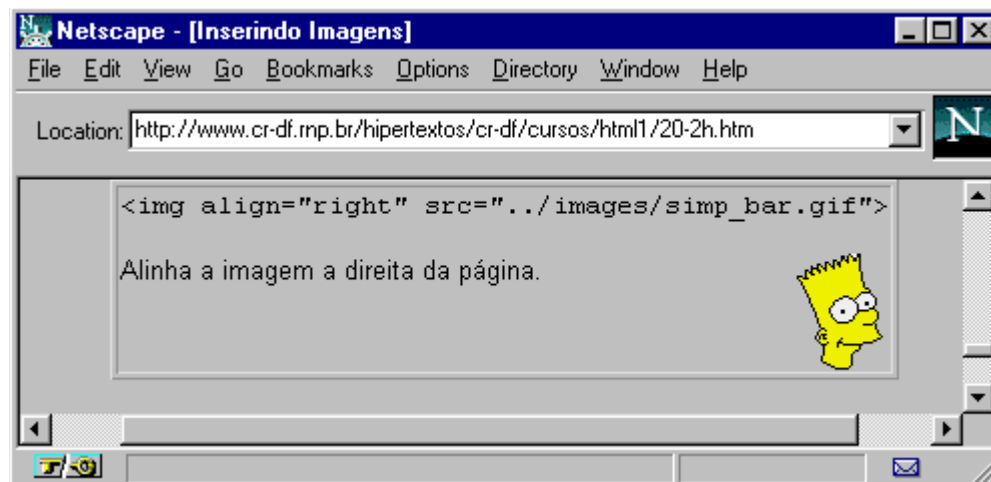 Netscape - [Inserindo Imagens]
File Edit View Go Bookmarks Options Directory Window Help
Location: http://www.cr-df.rnp.br/hipertextos/cr-df/cursos/html1/20-2h.htm
N
<img align="right" src="../images/simp_bar.gif">
Alinha a imagem a direita da página.